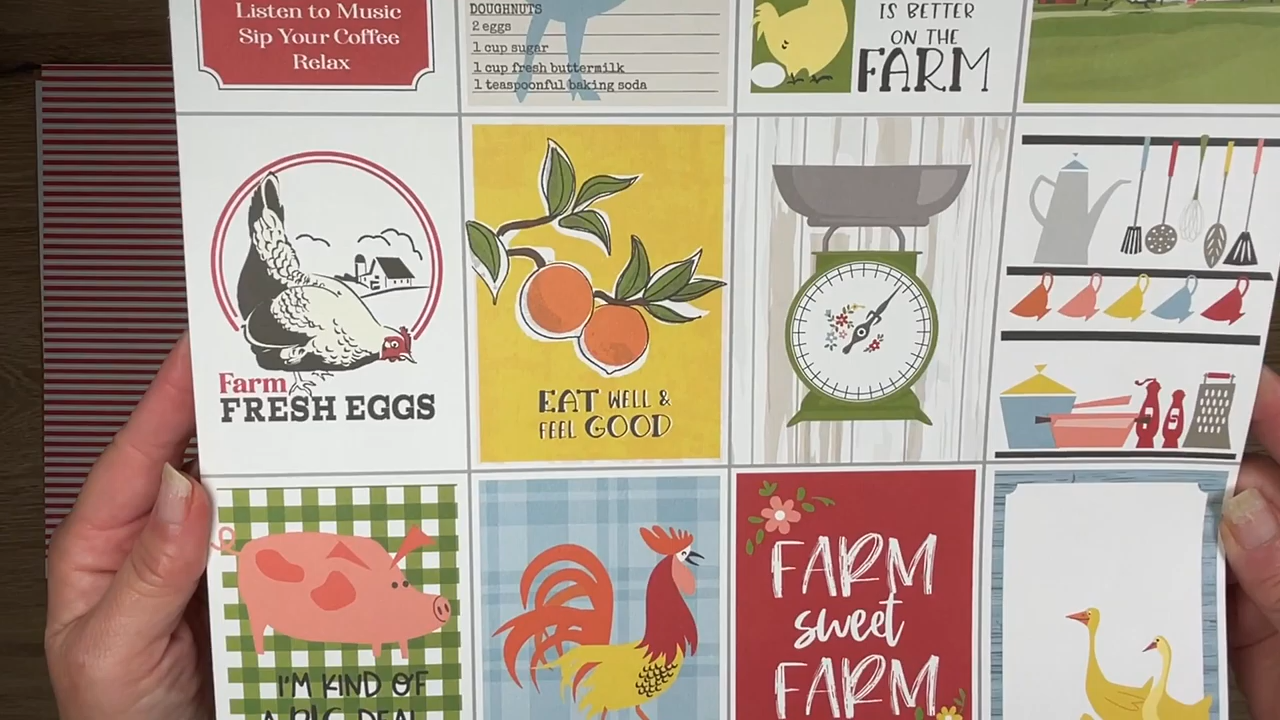 Listen to Music
Sip Your Coffee
Relax
DOUGHNUTS
2 eggs
1 cup sugar
1 cup fresh buttermilk
1 teaspoonful baking soda
IS BETTER
ON THE
FARM
Farm
FRESH EGGS
EAT WELL &
FEEL GOOD
I'M KIND OF
A BIG DEAL
FARM
sweet
FARM